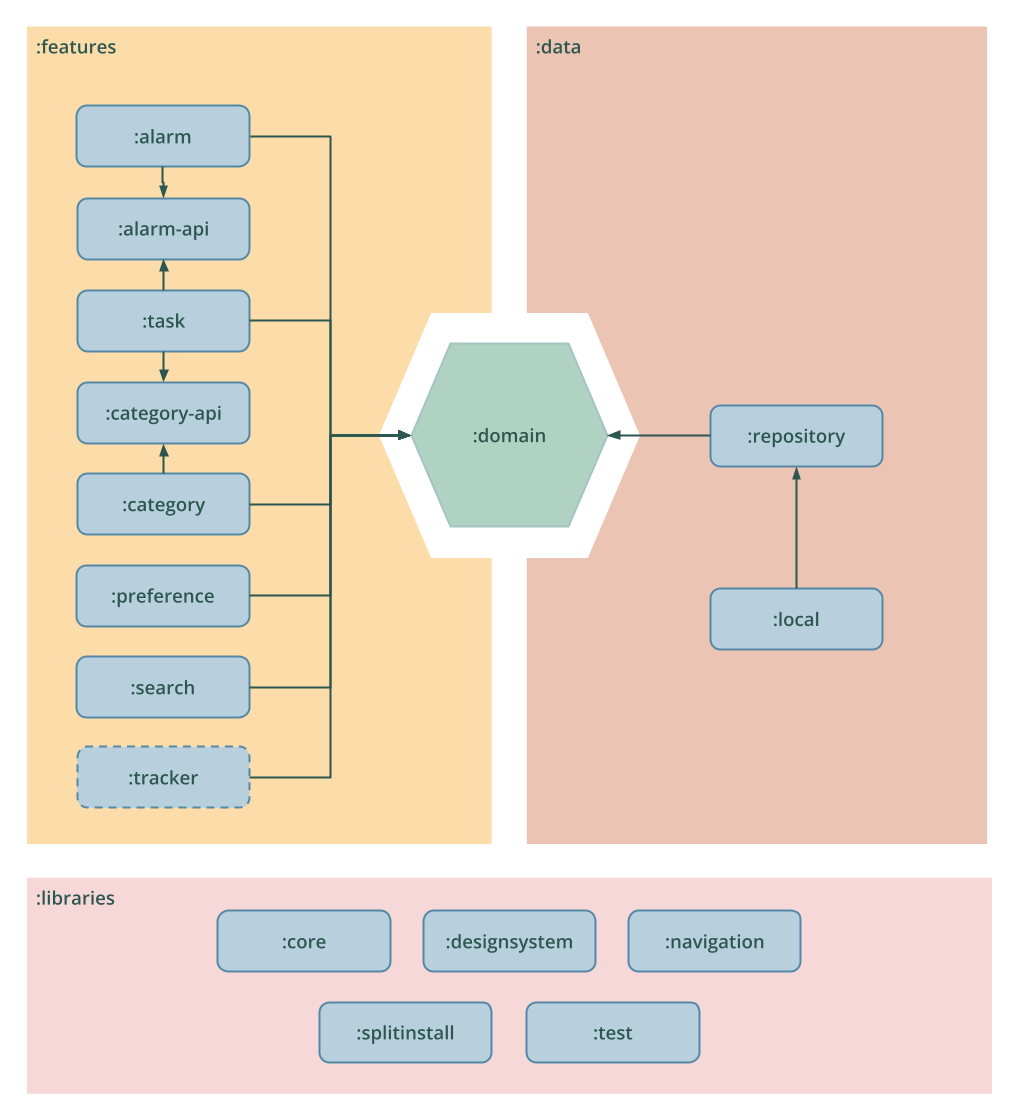 :features
:alarm
:alarm-api
:task
:category-api
:category
:preference
:search
:tracker
:domain
:data
:repository
:local
:libraries
:core
:designsystem
:navigation
:splitinstall
:test